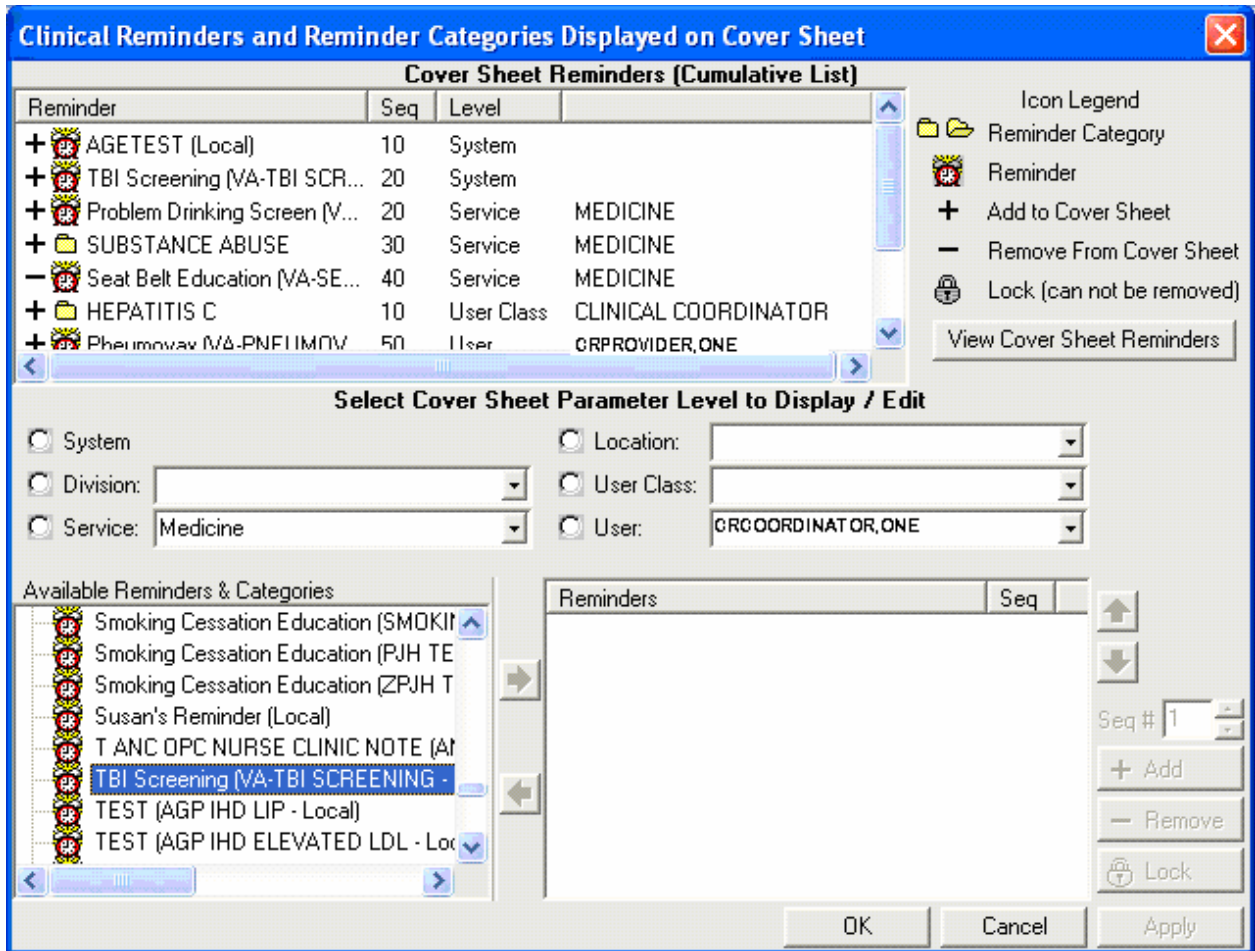 Clinical Reminders and Reminder Categories Displayed on Cover Sheet
Cover Sheet Reminders (Cumulative List)
Reminder Seq Level
AGETEST (Local) 10 System
TBI Screening (VA-TBI SCR... 20 System
Problem Drinking Screen (V... 20 Service MEDICINE
SUBSTANCE ABUSE 30 Service MEDICINE
Seat Belt Education (VA-SE... 40 Service MEDICINE
HEPATITIS C 10 User Class CLINICAL COORDINATOR
Pneumovax (VA-PNEUMOV 50 User CRPROVIDER,ONE
Icon Legend
Reminder Category
Reminder
+ Add to Cover Sheet
− Remove From Cover Sheet
Lock (can not be removed)
View Cover Sheet Reminders
Select Cover Sheet Parameter Level to Display / Edit
System
Division:
Service: Medicine
Location:
User Class:
User: CRCOORDINATOR,ONE
Available Reminders & Categories
Smoking Cessation Education (SMOKIN
Smoking Cessation Education (PJH TE
Smoking Cessation Education (ZPJH T
Susan's Reminder (Local)
T ANC OPC NURSE CLINIC NOTE (AN
TBI Screening (VA-TBI SCREENING -
TEST (AGP IHD LIP - Local)
TEST (AGP IHD ELEVATED LDL - Loc
Reminders Seq
Seq # 1
+ Add
− Remove
Lock
OK Cancel Apply